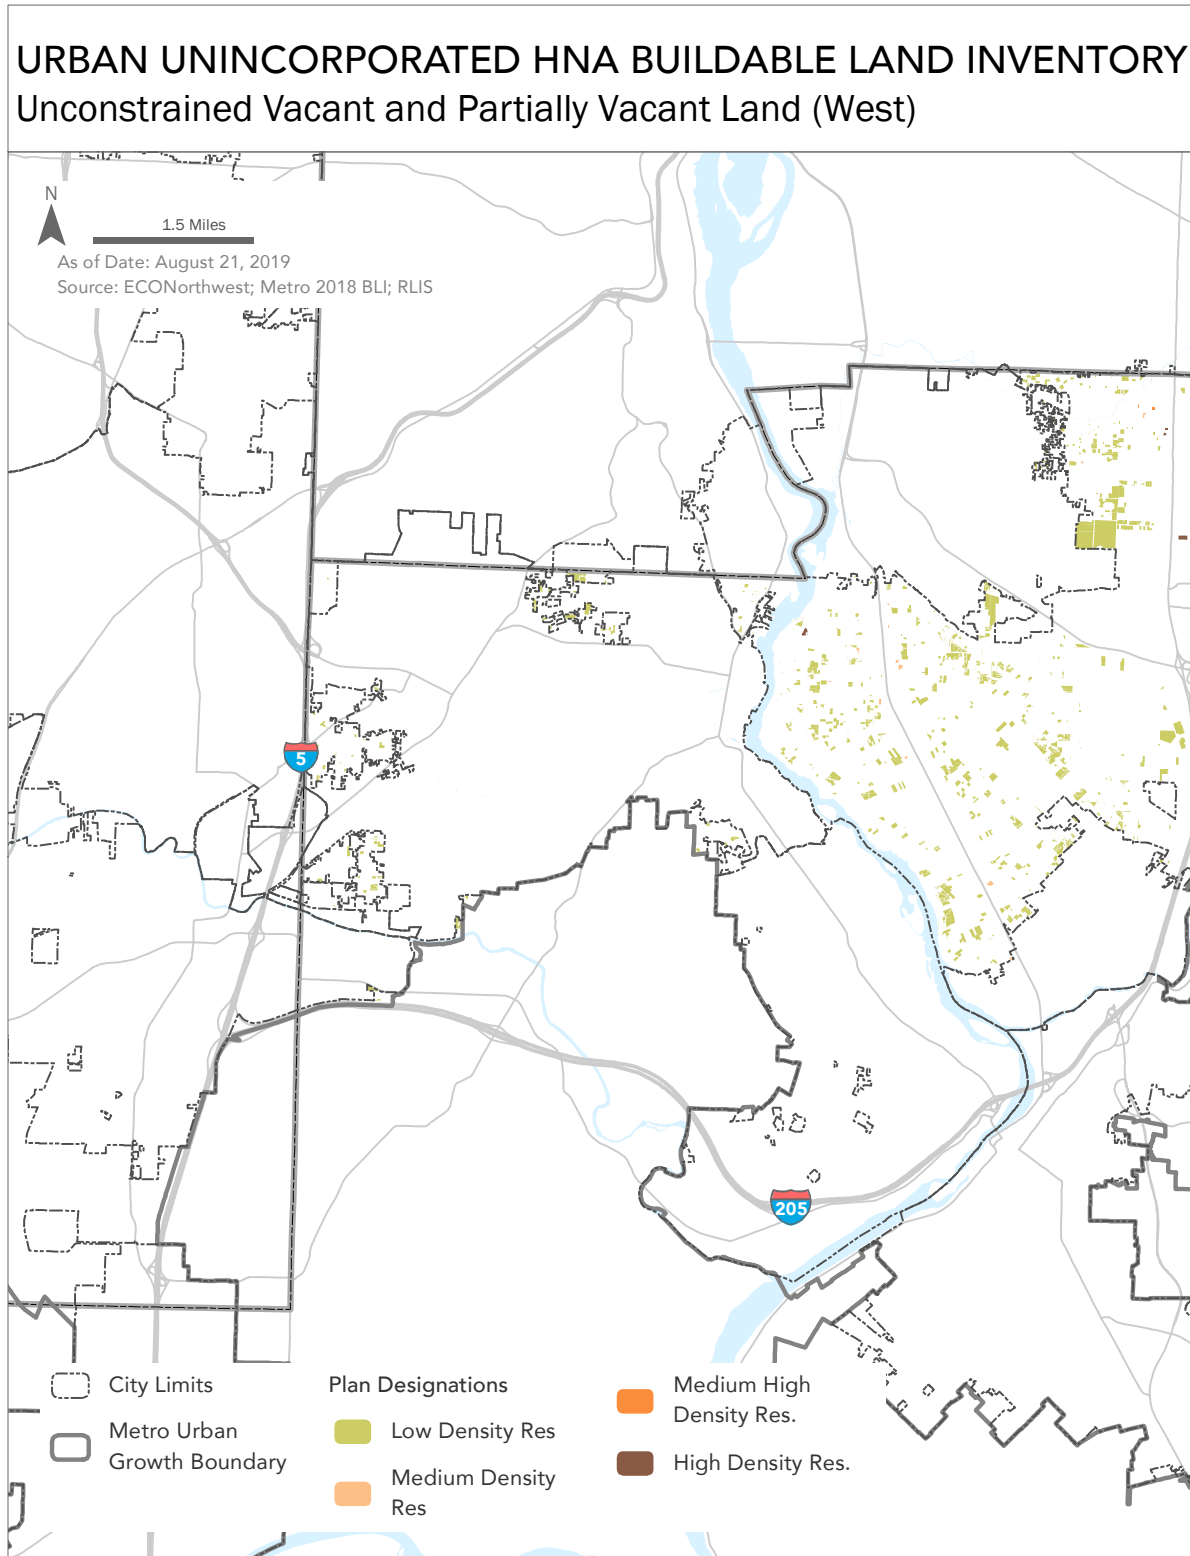 URBAN UNINCORPORATED HNA BUILDABLE LAND INVENTORY
Unconstrained Vacant and Partially Vacant Land (West)
N
1.5 Miles
As of Date: August 21, 2019
Source: ECONorthwest; Metro 2018 BLI; RLIS
5
205
City Limits
Metro Urban
Growth Boundary
Plan Designations
Low Density Res
Medium Density
Res
Medium High
Density Res.
High Density Res.